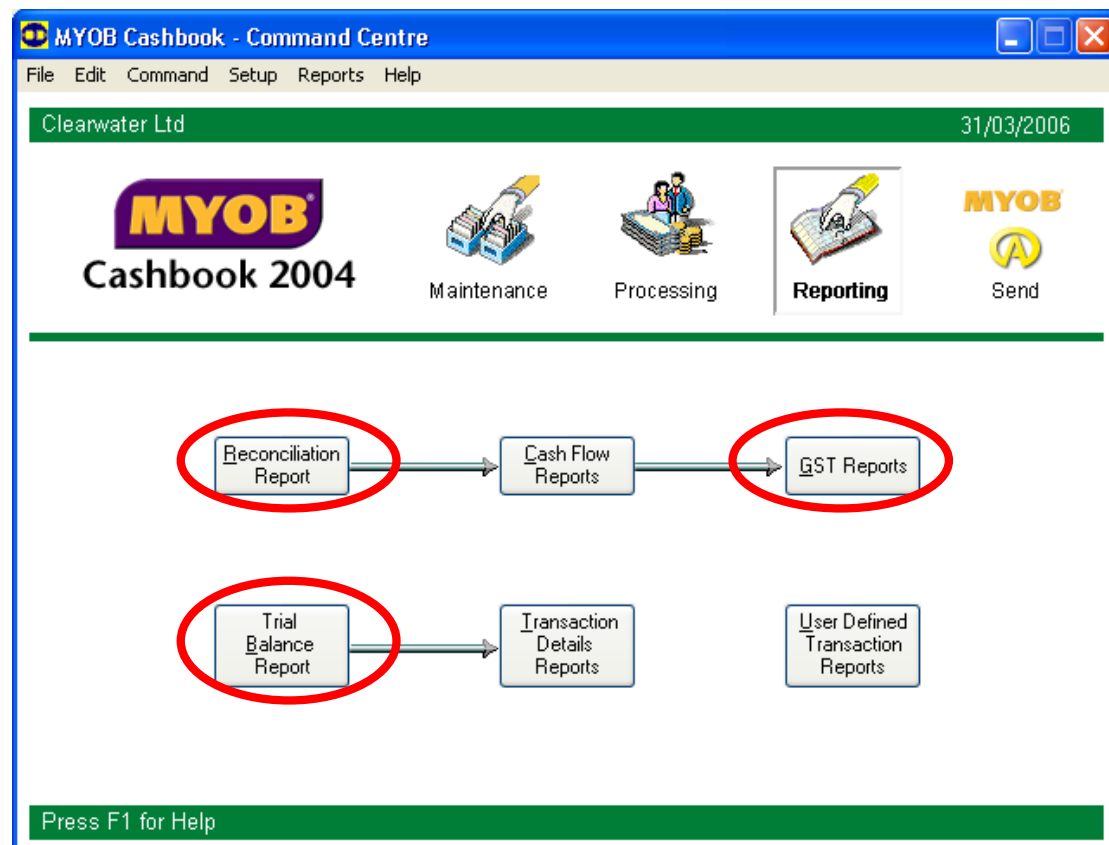 MYOB Cashbook - Command Centre
File Edit Command Setup Reports Help
Clearwater Ltd 31/03/2006
MYOB
Cashbook 2004
Maintenance
Processing
Reporting
MYOB
Send
Reconciliation
Report
Cash Flow
Reports
GST Reports
Trial
Balance
Report
Transaction
Details
Reports
User Defined
Transaction
Reports
Press F1 for Help